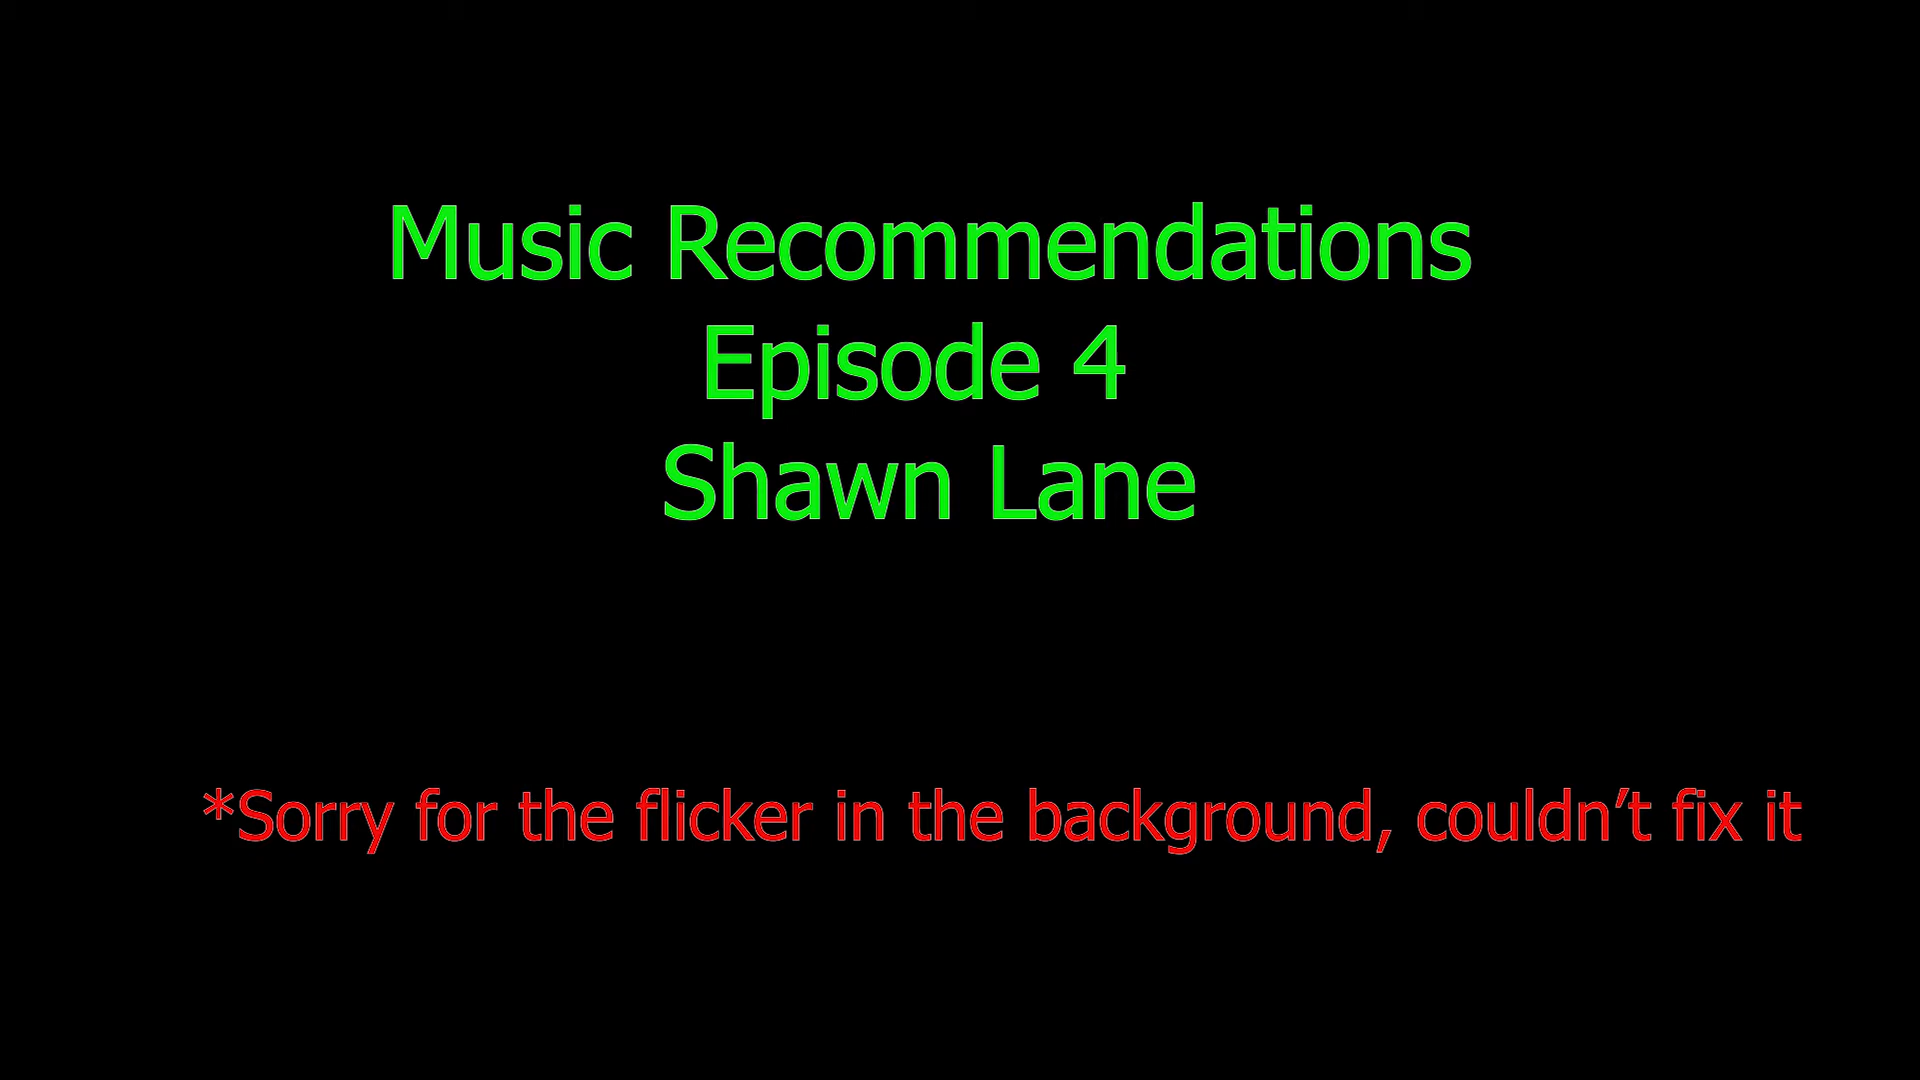 Music Recommendations
Episode 4
Shawn Lane
*Sorry for the flicker in the background, couldn’t fix it